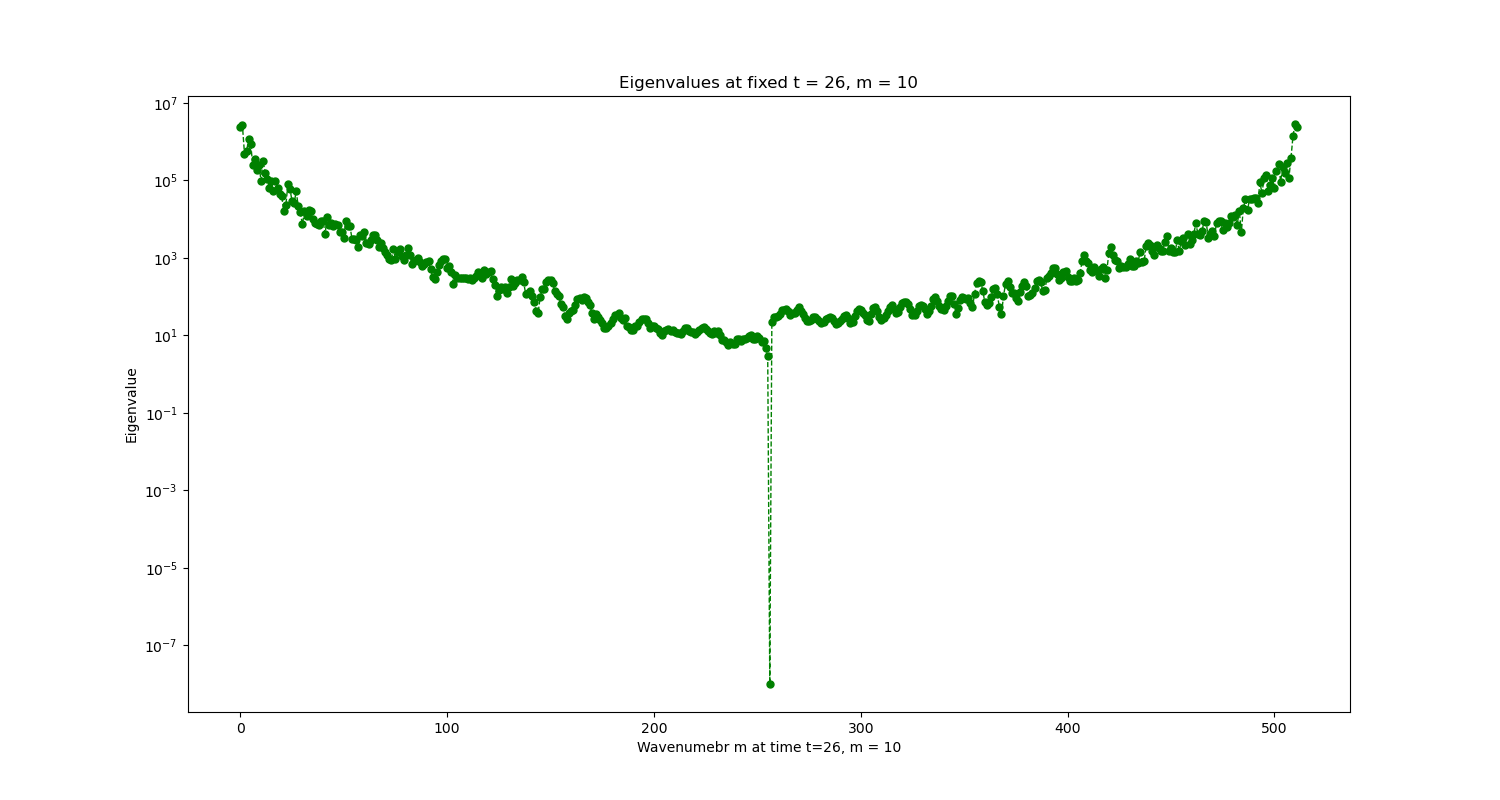 Eigenvalues at fixed t = 26, m = 10
10^7
10^5
10^3
10^1
10^-1
10^-3
10^-5
10^-7
Eigenvalue
0 100 200 300 400 500
Wavenumebr m at time t=26, m = 10